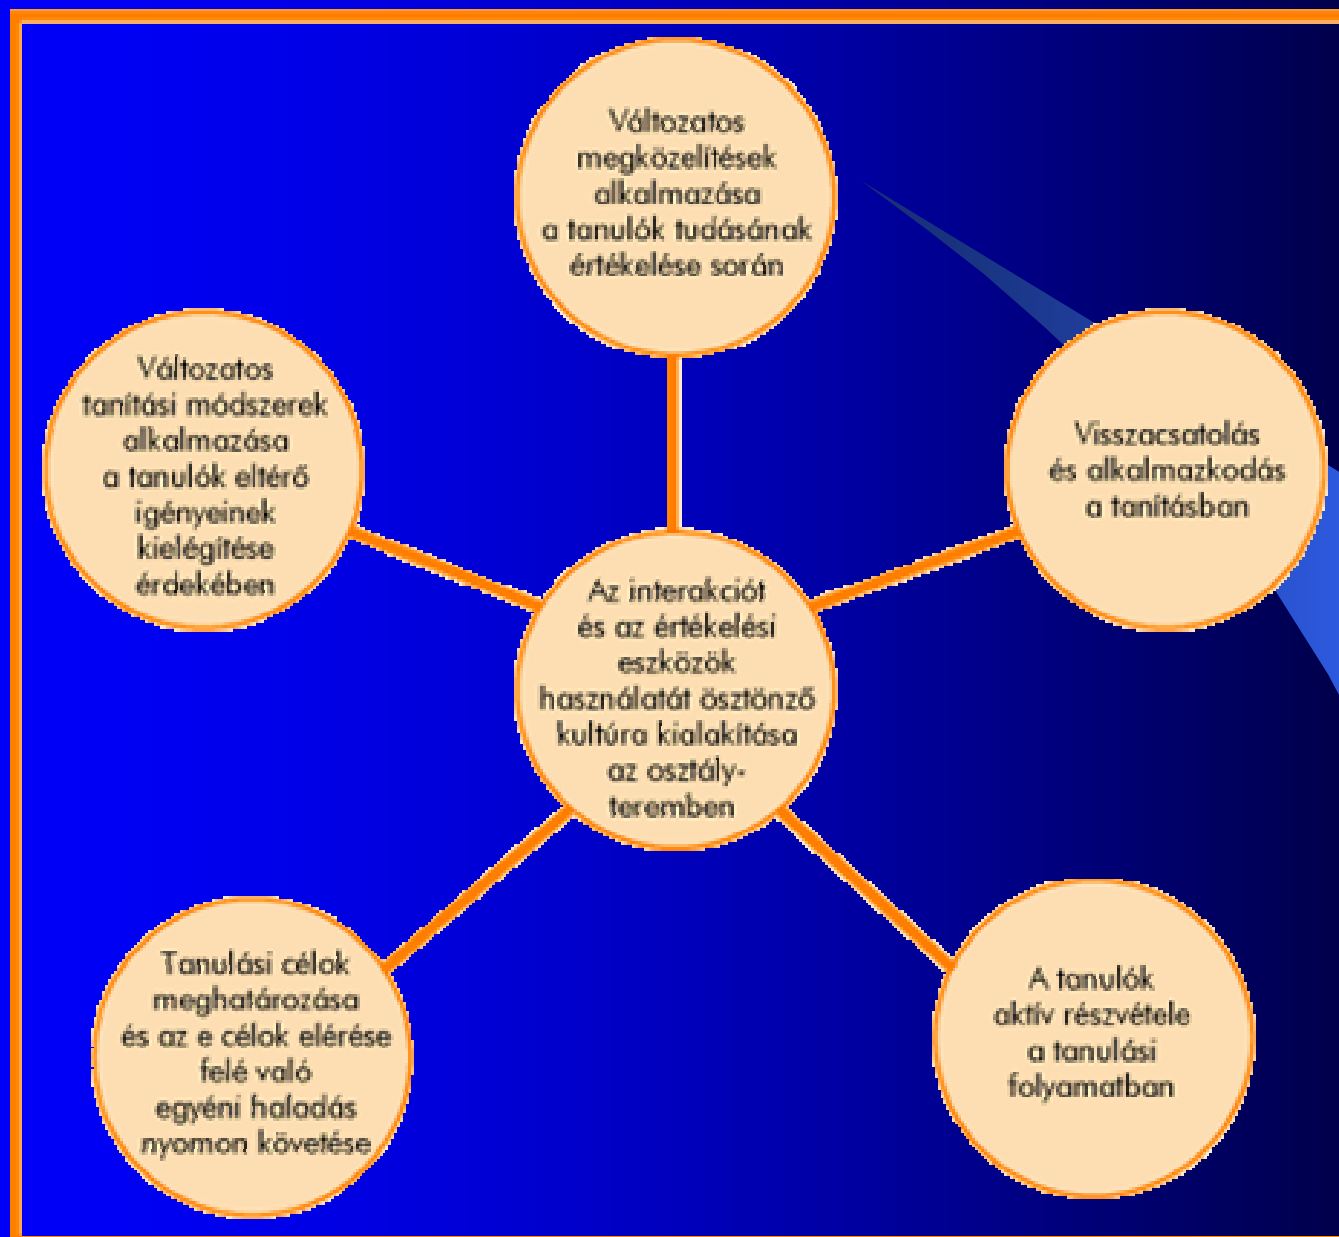 Változatos
megközelítések
alkalmazása
a tanulók tudásának
értékelése során
Változatos
tanítási módszerek
alkalmazása
a tanulók eltérő
igényeinek
kielégítése
érdekében
Visszacsatolás
és alkalmazkodás
a tanításban
Az interakciót
és az értékelési
eszközök
használatát ösztönző
kultúra kialakítása
az osztály-
teremben
Tanulási célok
meghatározása
és az e célok elérése
felé való
egyéni haladás
nyomon követése
A tanulók
aktív részvétele
a tanulási
folyamatban